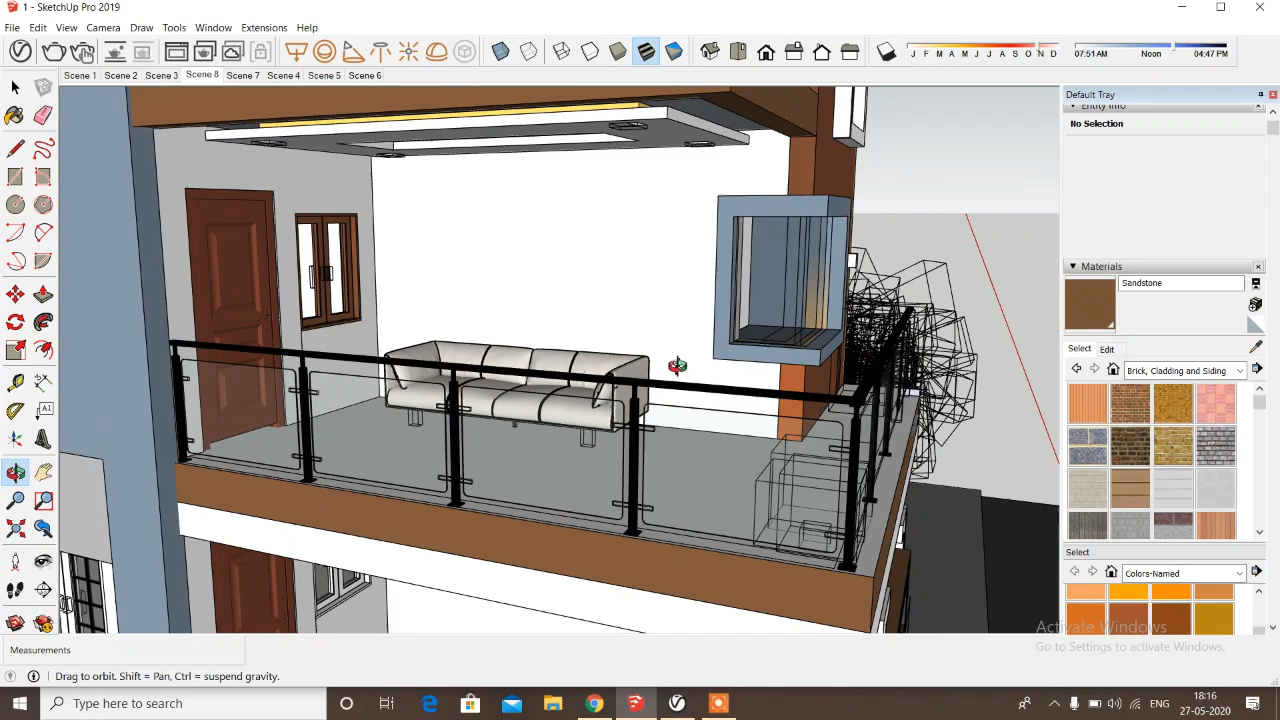 1 - SketchUp Pro 2019
File Edit View Camera Draw Tools Window Extensions Help
J F M A M J J A S O N D 07:51 AM Noon 04:47 PM
Scene 1 Scene 2 Scene 3 Scene 8 Scene 7 Scene 4 Scene 5 Scene 6
Default Tray
Entity Info
No Selection
Materials
Sandstone
Select Edit
Brick, Cladding and Siding
A1
Select
Colors-Named
Activate Windows
Go to Settings to activate Windows.
Measurements
Drag to orbit. Shift = Pan, Ctrl = suspend gravity.
Type here to search
ENG
18:16
27-05-2020